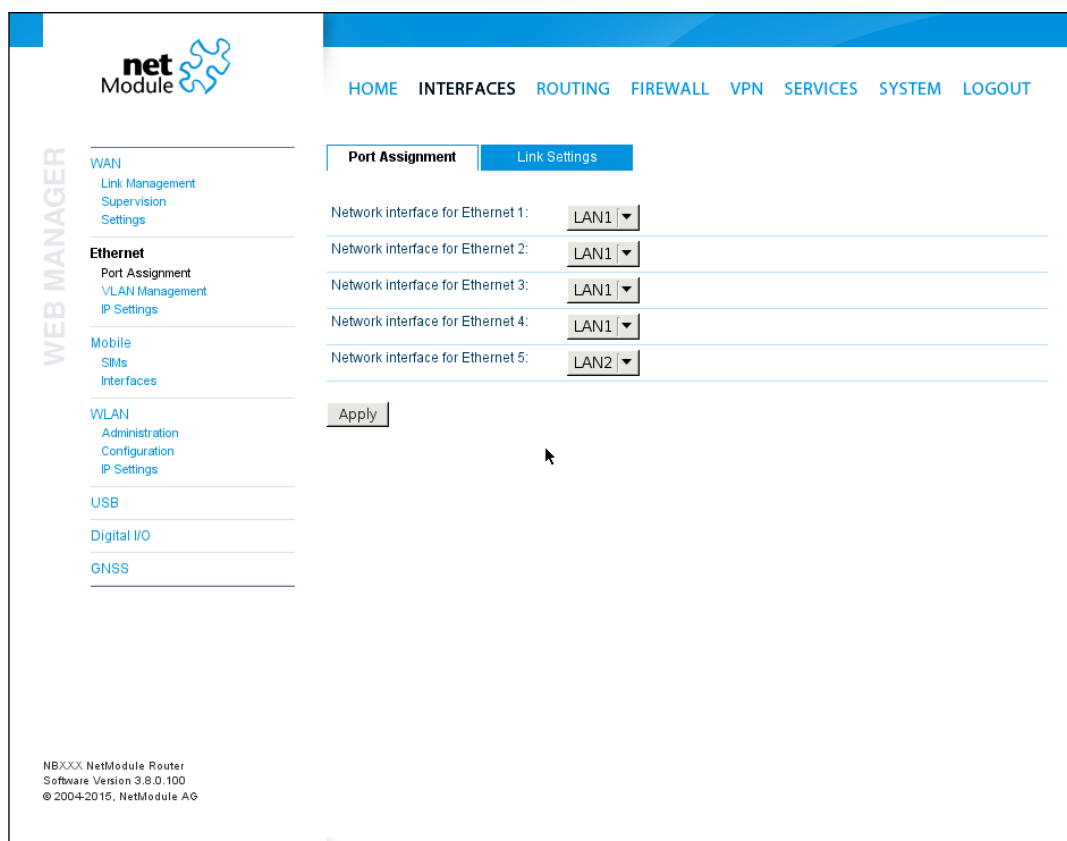 net
Module
HOME INTERFACES ROUTING FIREWALL VPN SERVICES SYSTEM LOGOUT
WEB MANAGER
WAN
Link Management
Supervision
Settings
Ethernet
Port Assignment
VLAN Management
IP Settings
Mobile
SIMs
Interfaces
WLAN
Administration
Configuration
IP Settings
USB
Digital I/O
GNSS
Port Assignment Link Settings
Network interface for Ethernet 1: LAN1
Network interface for Ethernet 2: LAN1
Network interface for Ethernet 3: LAN1
Network interface for Ethernet 4: LAN1
Network interface for Ethernet 5: LAN2
Apply
NBXXX NetModule Router
Software Version 3.8.0.100
© 2004-2015, NetModule AG